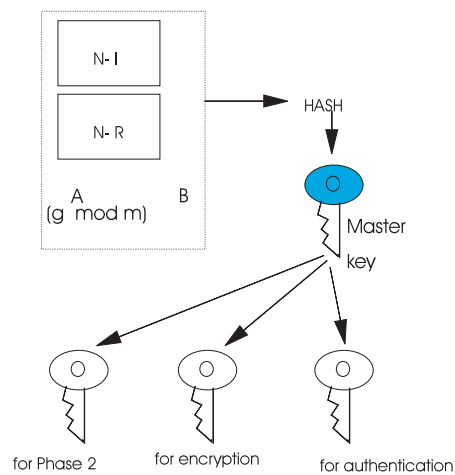 N- I
N- R
HASH
A
B
(g mod m)
Master
key
for Phase 2
for encryption
for authentication